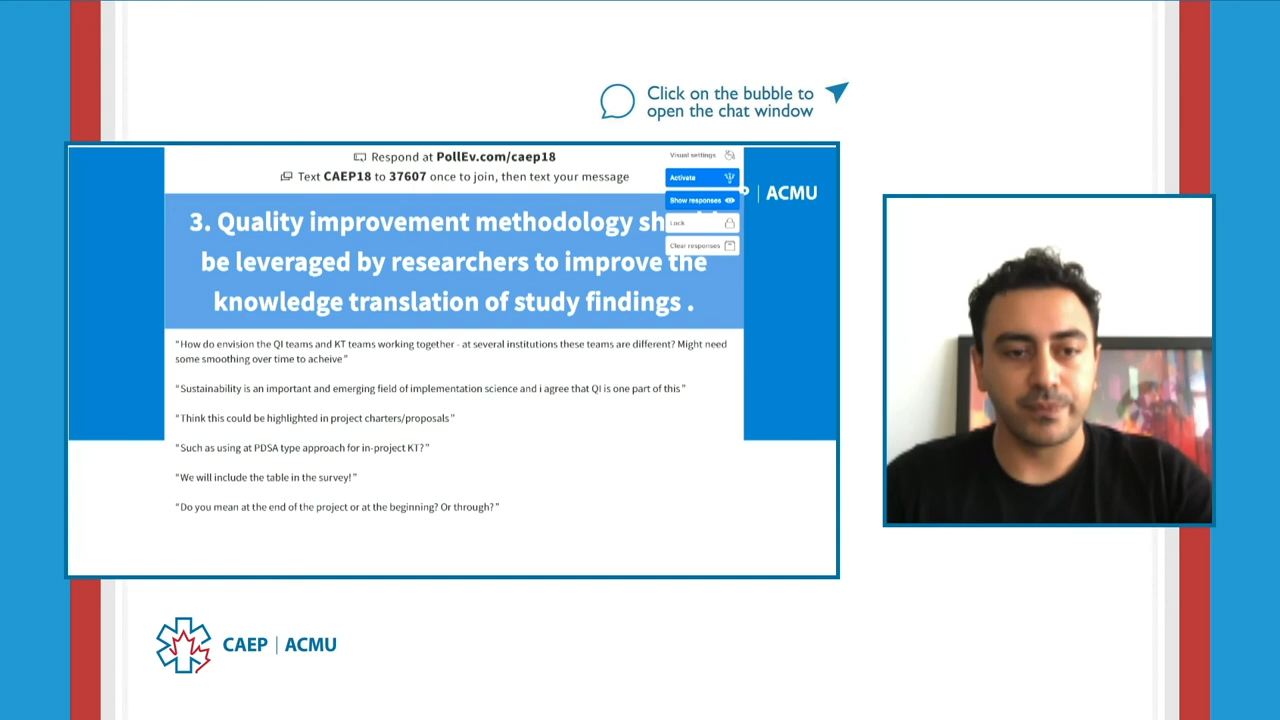 Click on the bubble to
open the chat window
Respond at PollEv.com/caep18
Text CAEP18 to 37607 once to join, then text your message
Visual settings
Activate
Show responses
Lock
Clear responses
ACMU
3. Quality improvement methodology sh
be leveraged by researchers to improve the
knowledge translation of study findings .
"How do envision the QI teams and KT teams working together - at several institutions these teams are different? Might need
some smoothing over time to acheive"
"Sustainability is an important and emerging field of implementation science and i agree that QI is one part of this"
"Think this could be highlighted in project charters/proposals"
"Such as using at PDSA type approach for in-project KT?"
"We will include the table in the survey!"
"Do you mean at the end of the project or at the beginning? Or through?"
CAEP | ACMU